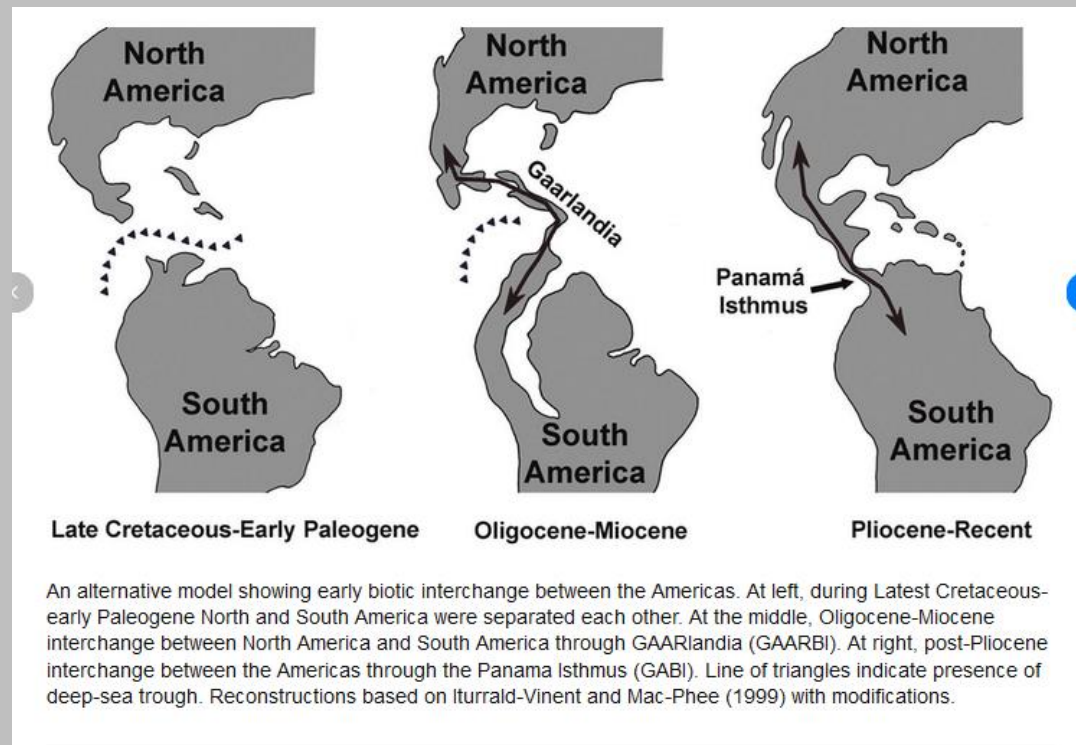 North
America
South
America
Late Cretaceous-Early Paleogene
North
America
Gaarlandia
South
America
Oligocene-Miocene
North
America
Panamá
Isthmus
South
America
Pliocene-Recent
An alternative model showing early biotic interchange between the Americas. At left, during Latest Cretaceous-
early Paleogene North and South America were separated each other. At the middle, Oligocene-Miocene
interchange between North America and South America through GAARlandia (GAARBI). At right, post-Pliocene
interchange between the Americas through the Panama Isthmus (GABI). Line of triangles indicate presence of
deep-sea trough. Reconstructions based on Iturrald-Vinent and Mac-Phee (1999) with modifications.